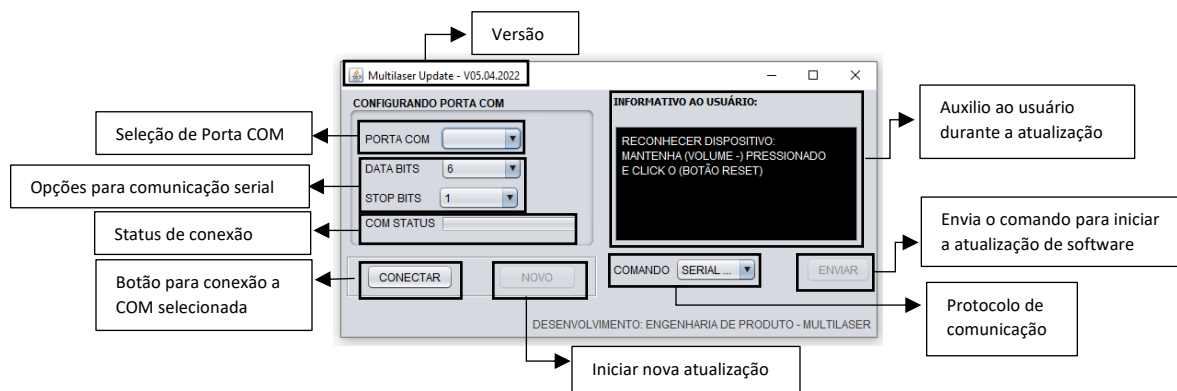 Versão
Multilaser Update - V05.04.2022
CONFIGURANDO PORTA COM
INFORMATIVO AO USUÁRIO:
Seleção de Porta COM
PORTA COM
RECONHECER DISPOSITIVO:
MANTENHA (VOLUME -) PRESSIONADO
E CLICK O (BOTÃO RESET)
Auxilio ao usuário
durante a atualização
Opções para comunicação serial
DATA BITS 6
STOP BITS 1
Status de conexão
COM STATUS
Envia o comando para iniciar
a atualização de software
Botão para conexão a
COM selecionada
CONECTAR
NOVO
COMANDO SERIAL ...
ENVIAR
Protocolo de
comunicação
DESENVOLVIMENTO: ENGENHARIA DE PRODUTO - MULTILASER
Iniciar nova atualização